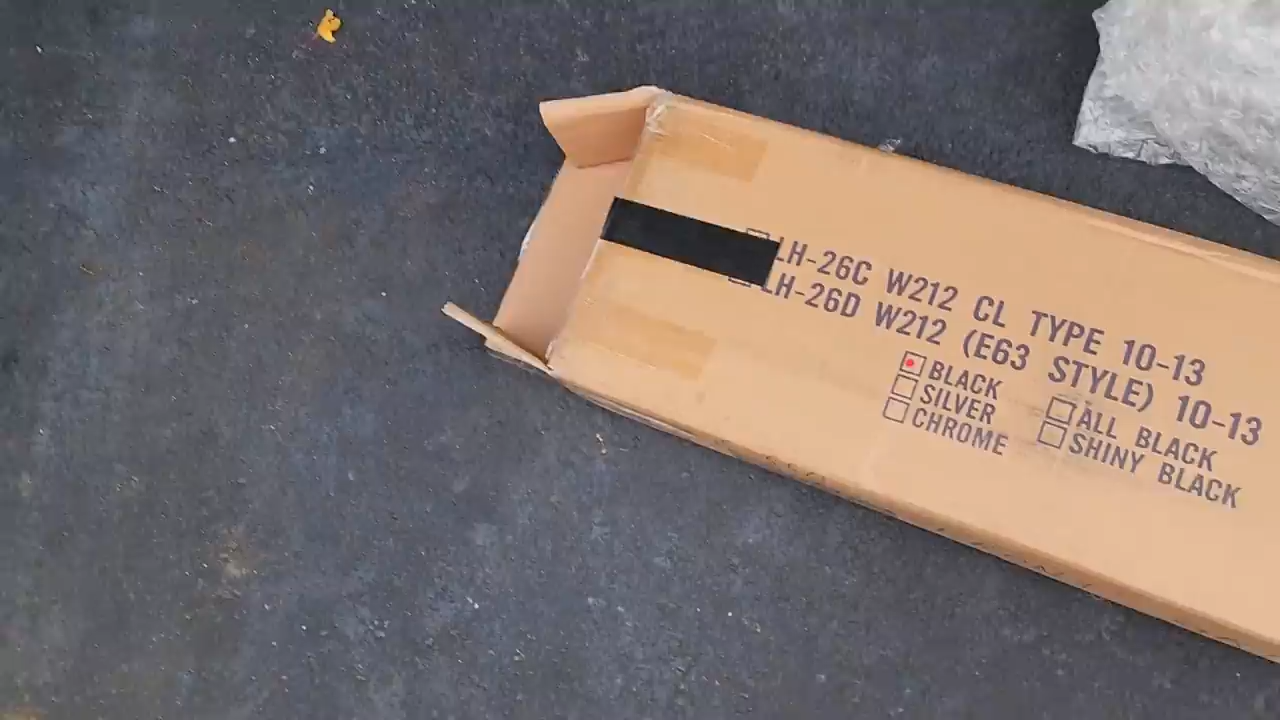 LH-26C W212 CL TYPE 10-13
LH-26D W212 (E63 STYLE) 10-13
BLACK
SILVER
CHROME
ALL BLACK
SHINY BLACK